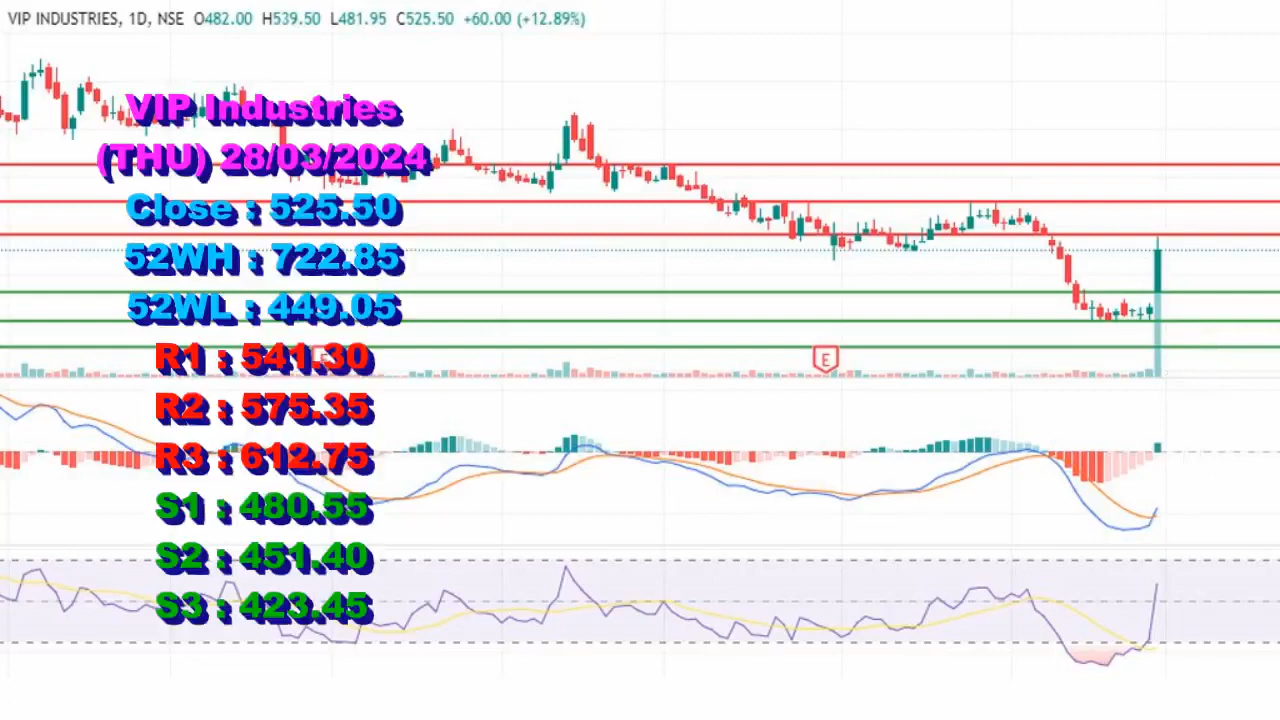 VIP INDUSTRIES, 1D, NSE O482.00 H539.50 L481.95 C525.50 +60.00 (+12.89%)
VIP Industries
(THU) 28/03/2024
Close : 525.50
52WH : 722.85
52WL : 449.05
R1 : 541.30
E
E
R2 : 575.35
R3 : 612.75
S1 : 480.55
S2 : 451.40
S3 : 423.45